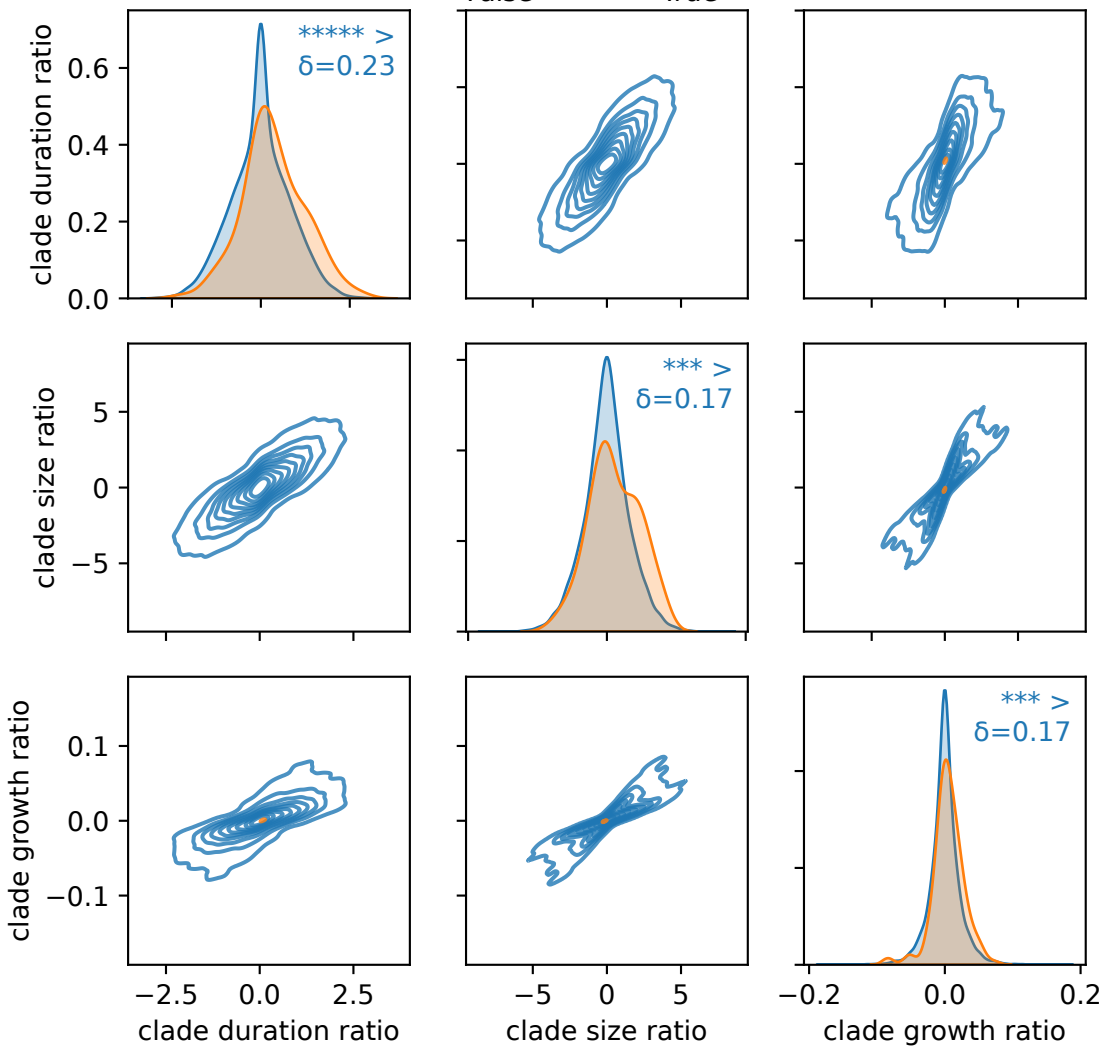 ***** >
δ=0.23
clade duration ratio
0.6
0.4
0.2
0.0
*** >
δ=0.17
clade size ratio
5
0
−5
*** >
δ=0.17
clade growth ratio
0.1
0.0
−0.1
−2.5 0.0 2.5
−5 0 5
−0.2 0.0 0.2
clade duration ratio
clade size ratio
clade growth ratio